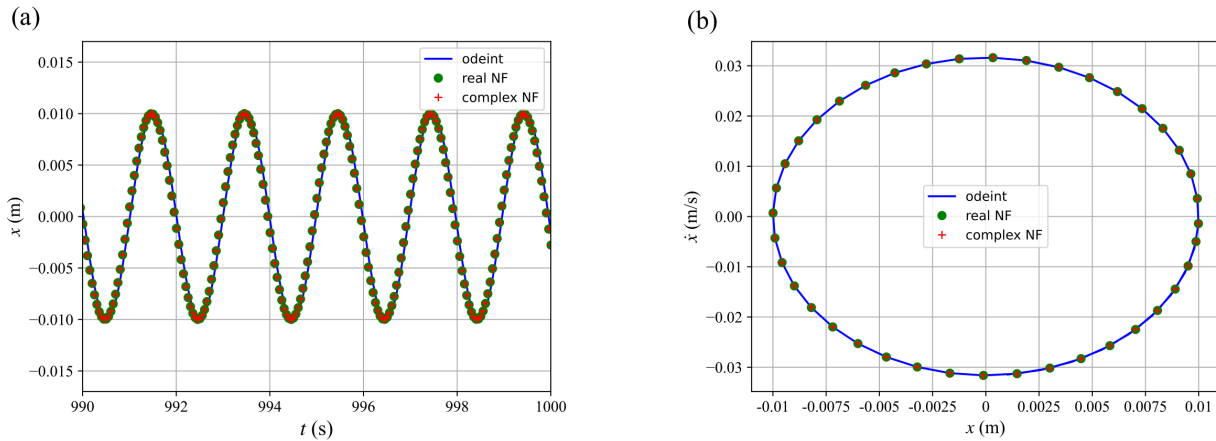 (a)
0.015
0.010
0.005
0.000
−0.005
−0.010
−0.015
x (m)
990
992
994
996
998
1000
t (s)
odeint
real NF
complex NF
(b)
0.03
0.02
0.01
0.00
−0.01
−0.02
−0.03
ẋ (m/s)
-0.01
-0.0075
-0.005
-0.0025
0
0.0025
0.005
0.0075
0.01
x (m)
odeint
real NF
complex NF